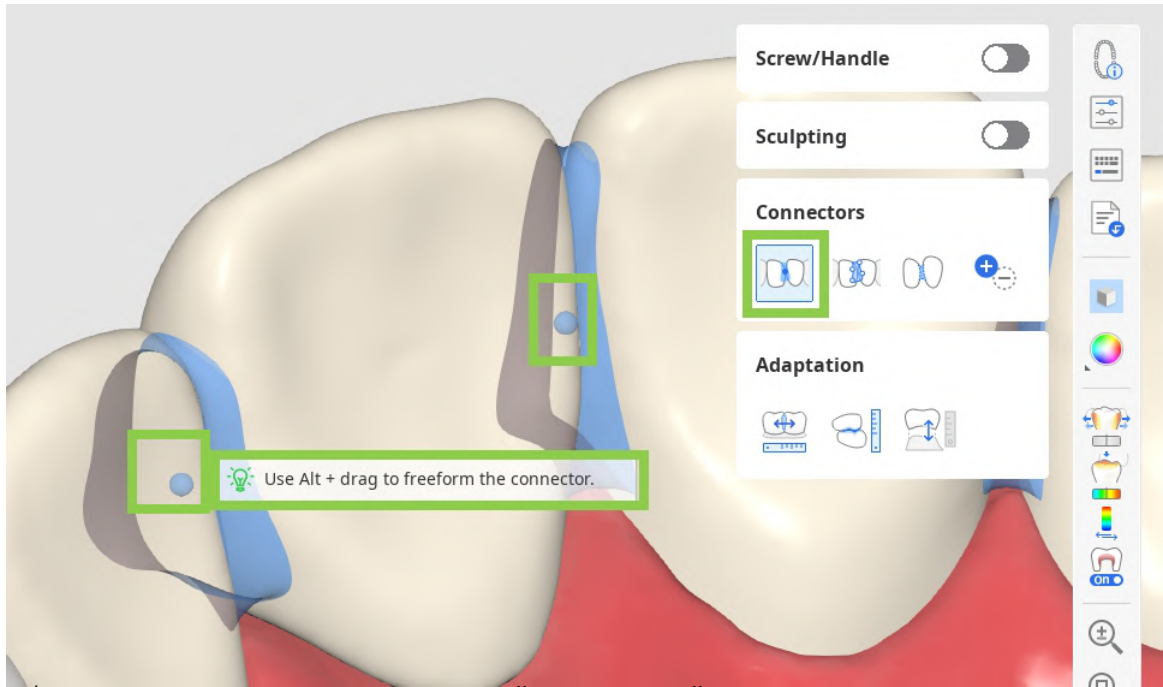 Screw/Handle
Sculpting
Connectors
Adaptation
Use Alt + drag to freeform the connector.
On